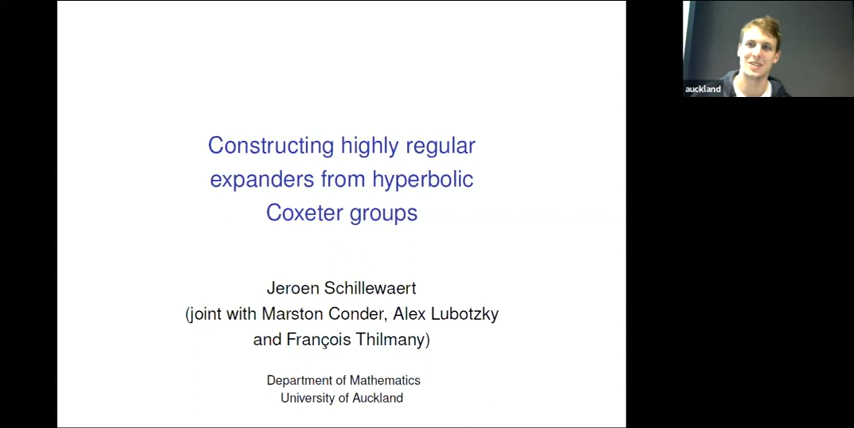 Constructing highly regular
expanders from hyperbolic
Coxeter groups
Jeroen Schillewaert
(joint with Marston Conder, Alex Lubotzky
and François Thilmany)
Department of Mathematics
University of Auckland
auckland